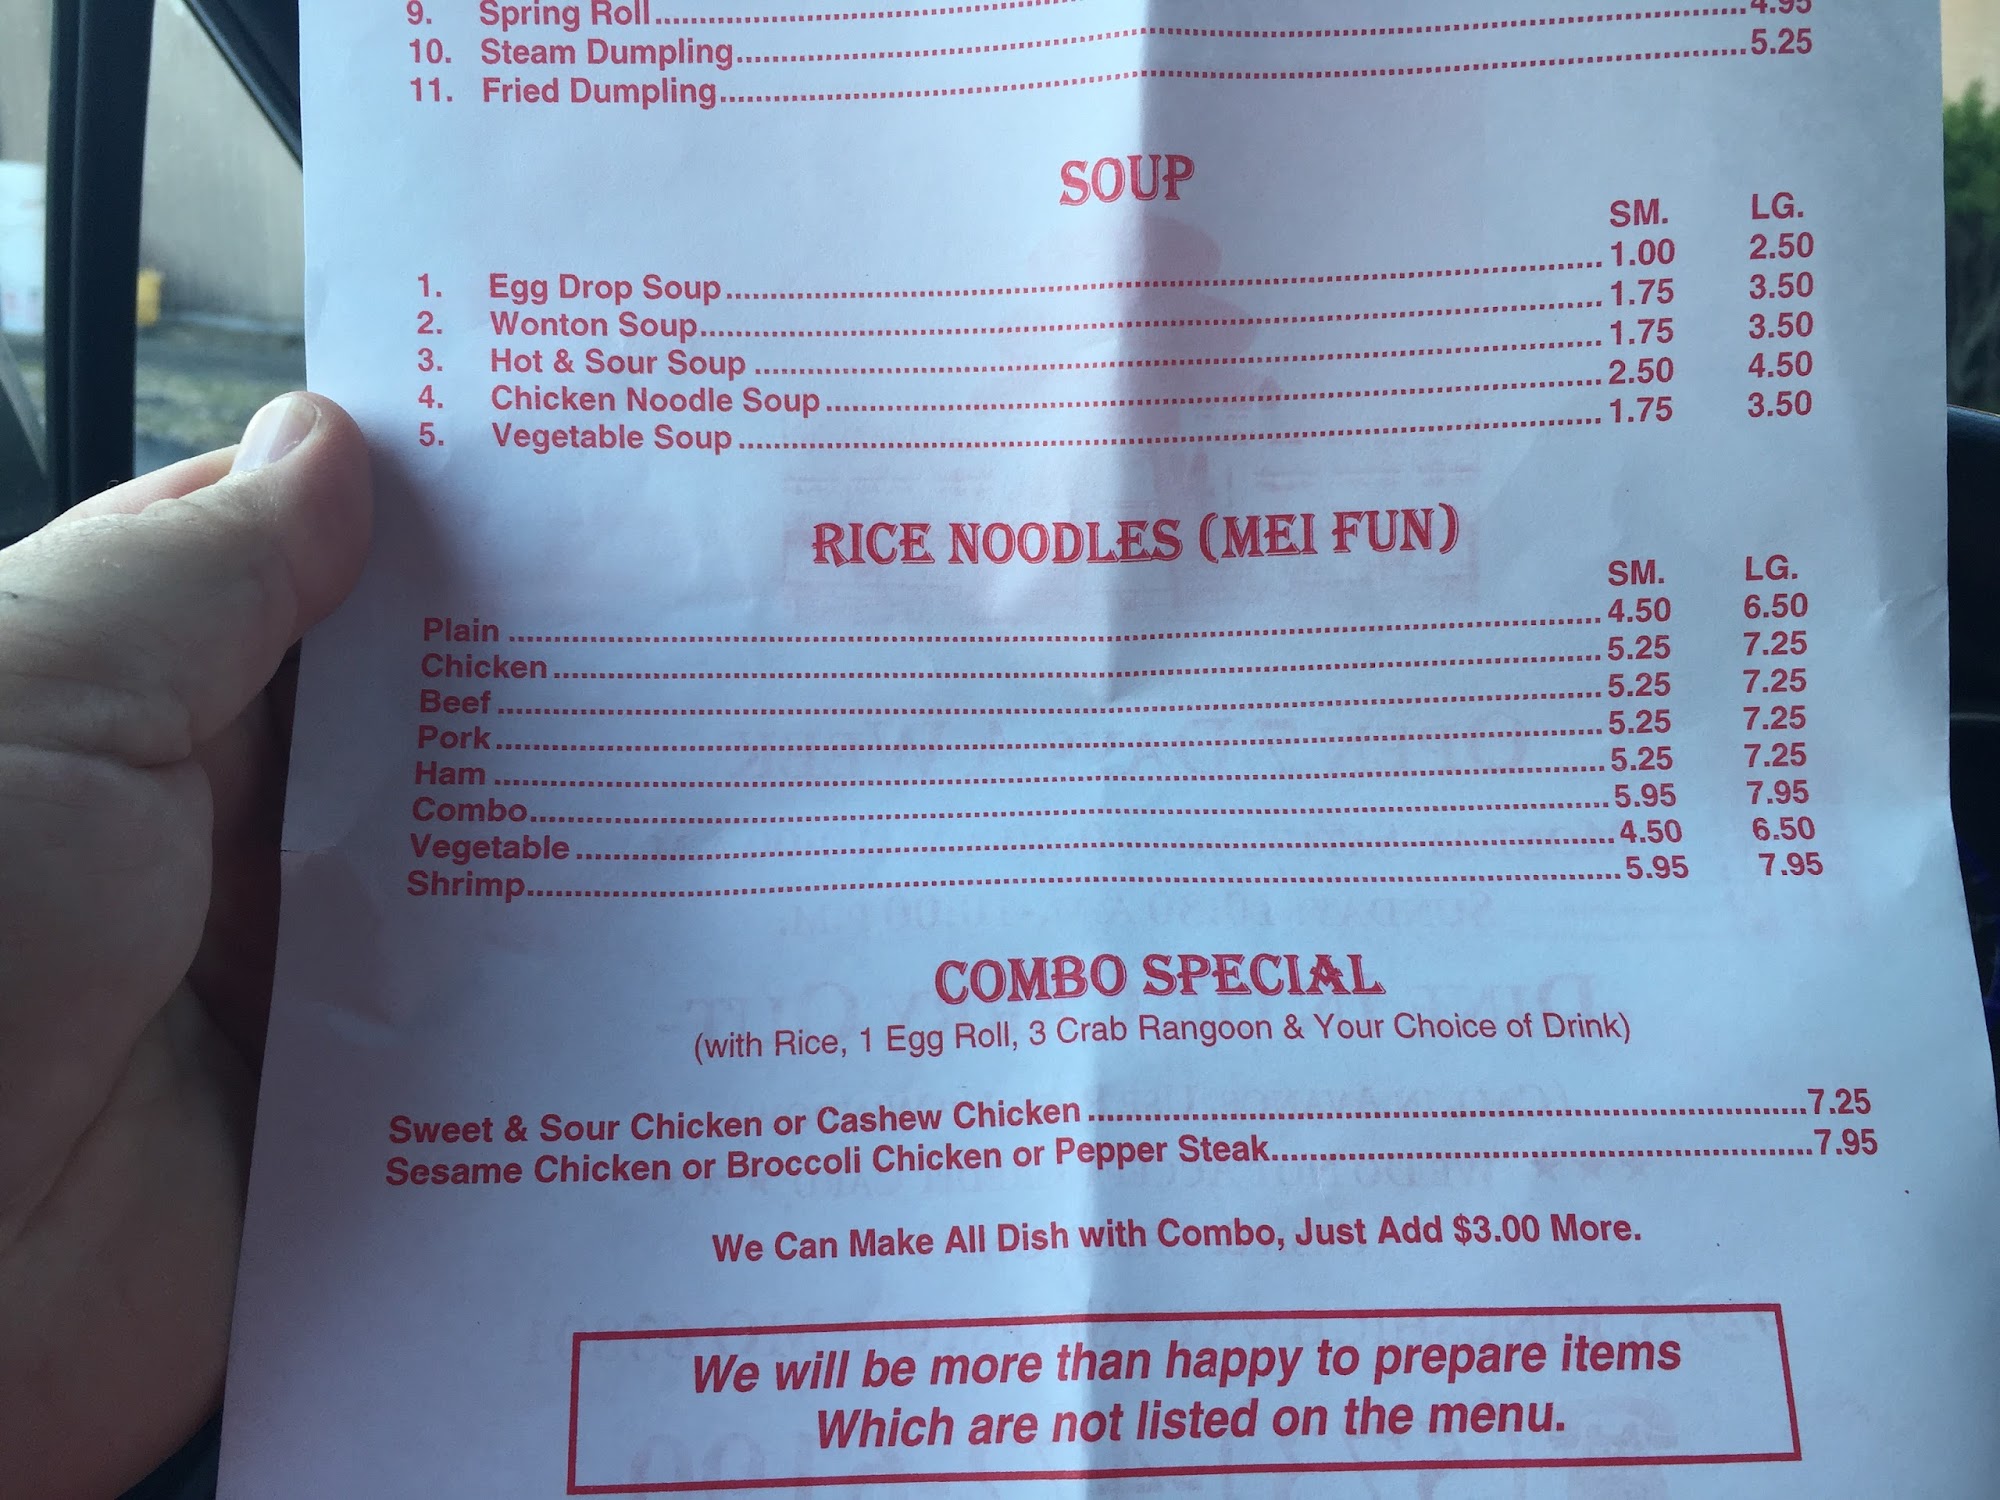 9. Spring Roll
10. Steam Dumpling 4.95
11. Fried Dumpling 5.25
SOUP
SM. LG.
1. Egg Drop Soup 1.00 2.50
2. Wonton Soup 1.75 3.50
3. Hot & Sour Soup 1.75 3.50
4. Chicken Noodle Soup 2.50 4.50
5. Vegetable Soup 1.75 3.50
RICE NOODLES (MEI FUN)
SM. LG.
Plain 4.50 6.50
Chicken 5.25 7.25
Beef 5.25 7.25
Pork 5.25 7.25
Ham 5.25 7.25
Combo 5.95 7.95
Vegetable 4.50 6.50
Shrimp 5.95 7.95
COMBO SPECIAL
(with Rice, 1 Egg Roll, 3 Crab Rangoon & Your Choice of Drink)
Sweet & Sour Chicken or Cashew Chicken 7.25
Sesame Chicken or Broccoli Chicken or Pepper Steak 7.95
We Can Make All Dish with Combo, Just Add $3.00 More.
We will be more than happy to prepare items
Which are not listed on the menu.